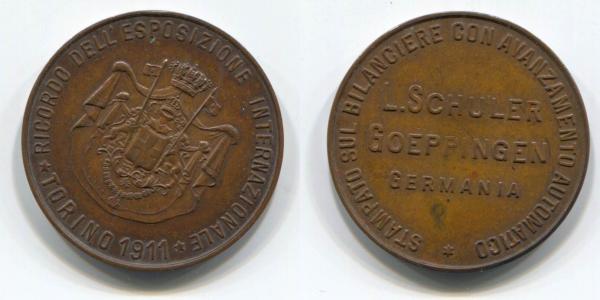 * RICORDO DELL'ESPOSIZIONE INTERNAZIONALE
* TORINO 1911 *
STAMPATO SUL BILANCIERE CON AVANZAMENTO AUTOMATICO
*
L. SCHULER
GOEPPINGEN
GERMANIA